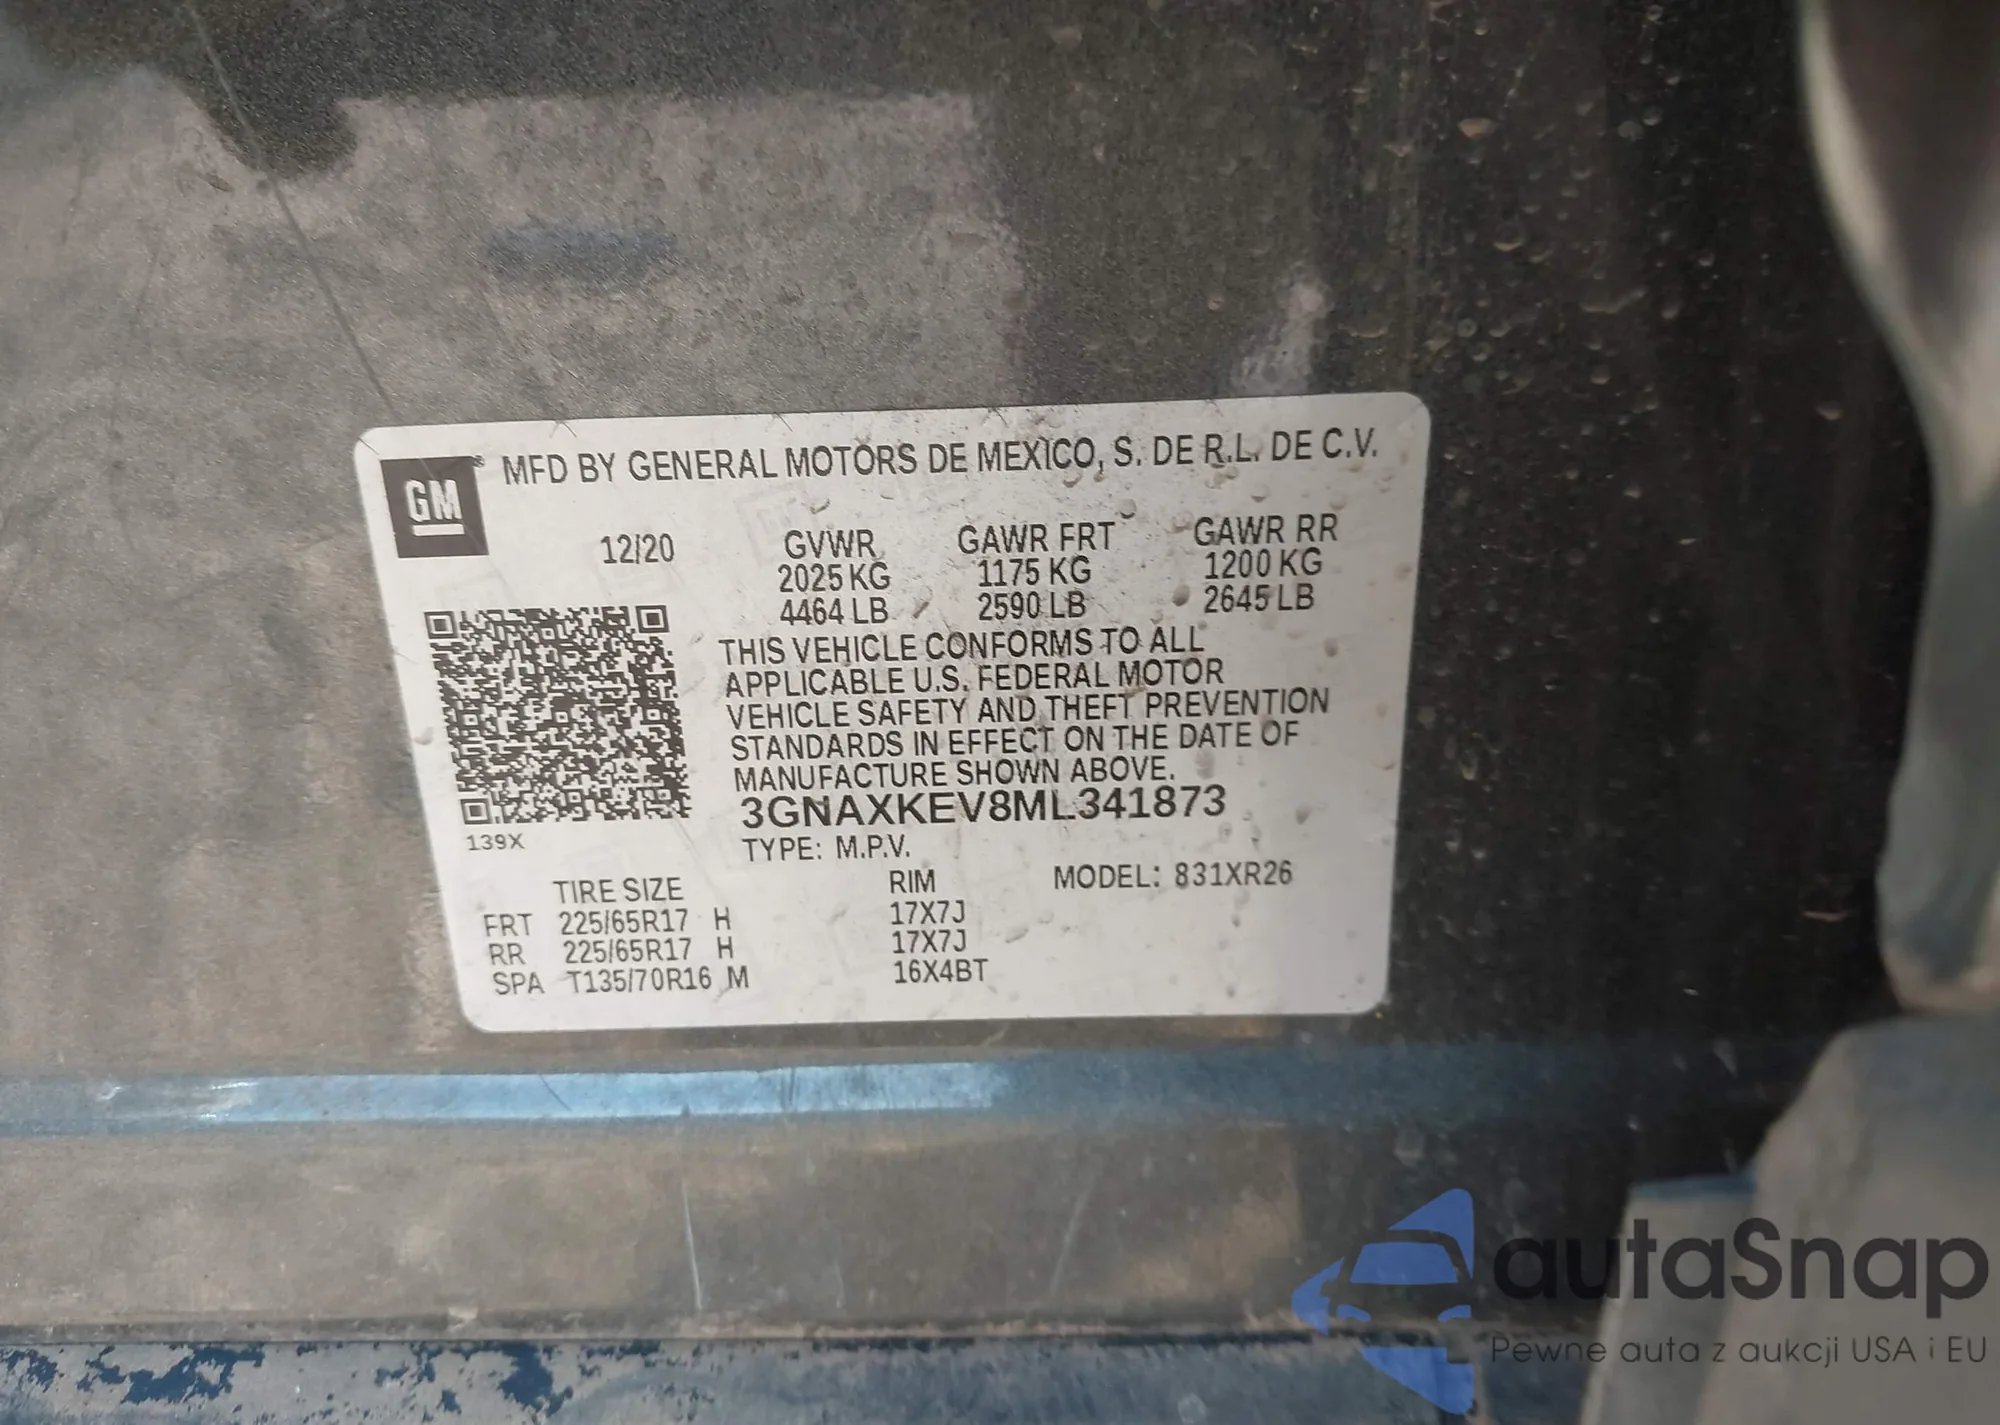 GM ® MFD BY GENERAL MOTORS DE MEXICO, S. DE R.L. DE C.V.
12/20 GVWR GAWR FRT GAWR RR
2025 KG 1175 KG 1200 KG
4464 LB 2590 LB 2645 LB
THIS VEHICLE CONFORMS TO ALL
APPLICABLE U.S. FEDERAL MOTOR
VEHICLE SAFETY AND THEFT PREVENTION
STANDARDS IN EFFECT ON THE DATE OF
MANUFACTURE SHOWN ABOVE.
3GNAXKEV8ML341873
139X TYPE: M.P.V.
TIRE SIZE RIM MODEL: 831XR26
FRT 225/65R17 H 17X7J
RR 225/65R17 H 17X7J
SPA T135/70R16 M 16X4BT
autaSnap
Pewne auta z aukcji USA i EU